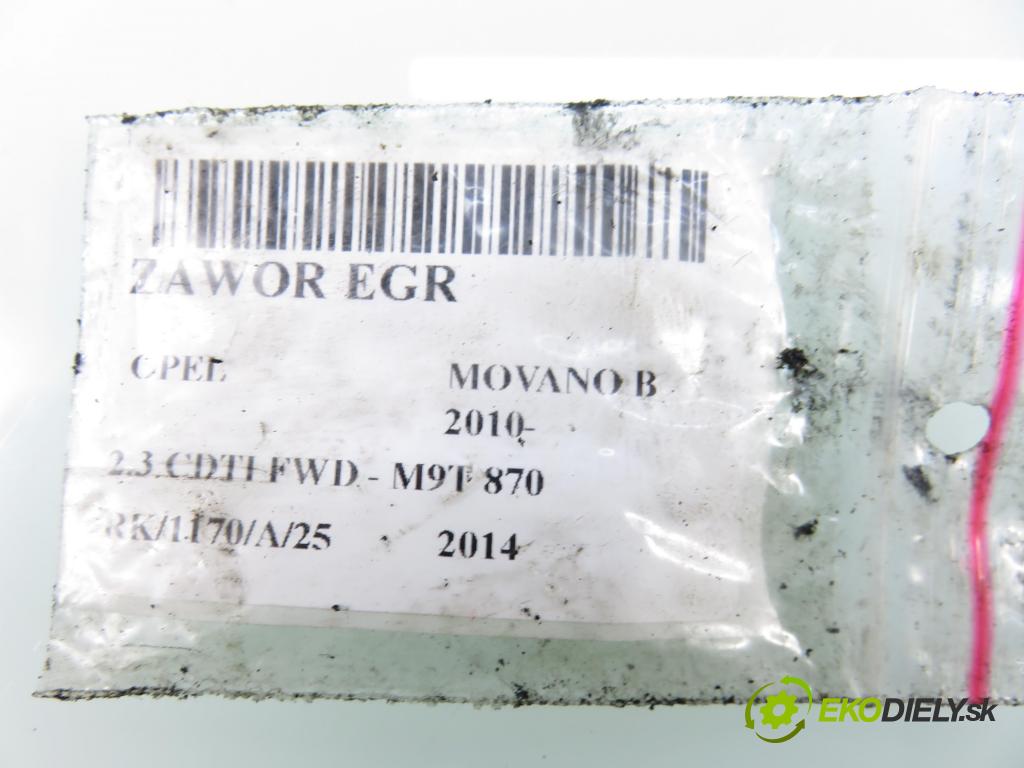 ZAWOR EGR
OPEL MOVANO B
2010-
2.3 CDTI FWD - M9T 870
RK/1170/A/25 2014
EKODIELY.sk